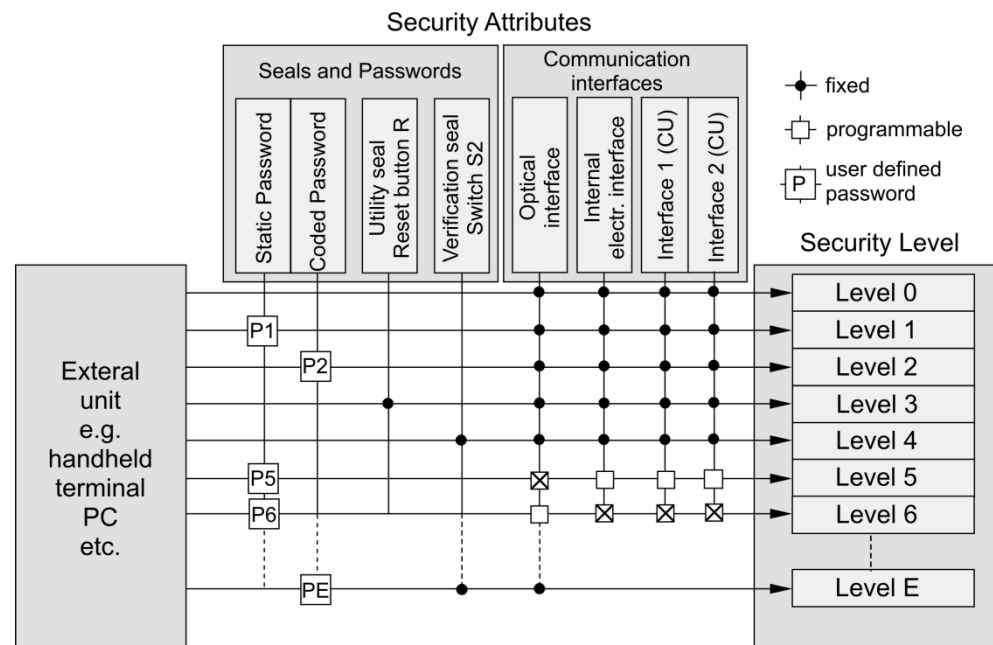 Security Attributes
Seals and Passwords
Communication
interfaces
Static Password
Coded Password
Utility seal
Reset button R
Verification seal
Switch S2
Optical
interface
Internal
electr. interface
Interface 1 (CU)
Interface 2 (CU)
fixed
programmable
P
user defined
password
Security Level
Exteral
unit
e.g.
handheld
terminal
PC
etc.
Level 0
P1
Level 1
P2
Level 2
Level 3
Level 4
P5
Level 5
P6
Level 6
PE
Level E